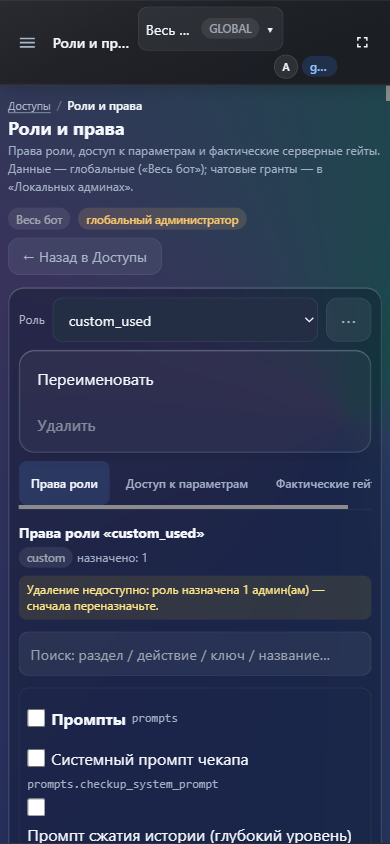 Роли и пр...
Весь ...
GLOBAL
A
g...
Доступы / Роли и права
Роли и права
Права роли, доступ к параметрам и фактические серверные гейты.
Данные — глобальные («Весь бот»); чатовые гранты — в
«Локальных админах».
Весь бот
глобальный администратор
← Назад в Доступы
Роль
custom_used
...
Переименовать
Удалить
Права роли
Доступ к параметрам
Фактические гейт
Права роли «custom_used»
custom назначено: 1
Удаление недоступно: роль назначена 1 админ(ам) —
сначала переназначьте.
Поиск: раздел / действие / ключ / название...
Промпты prompts
Системный промпт чекапа
prompts.checkup_system_prompt
Промпт сжатия истории (глубокий уровень)